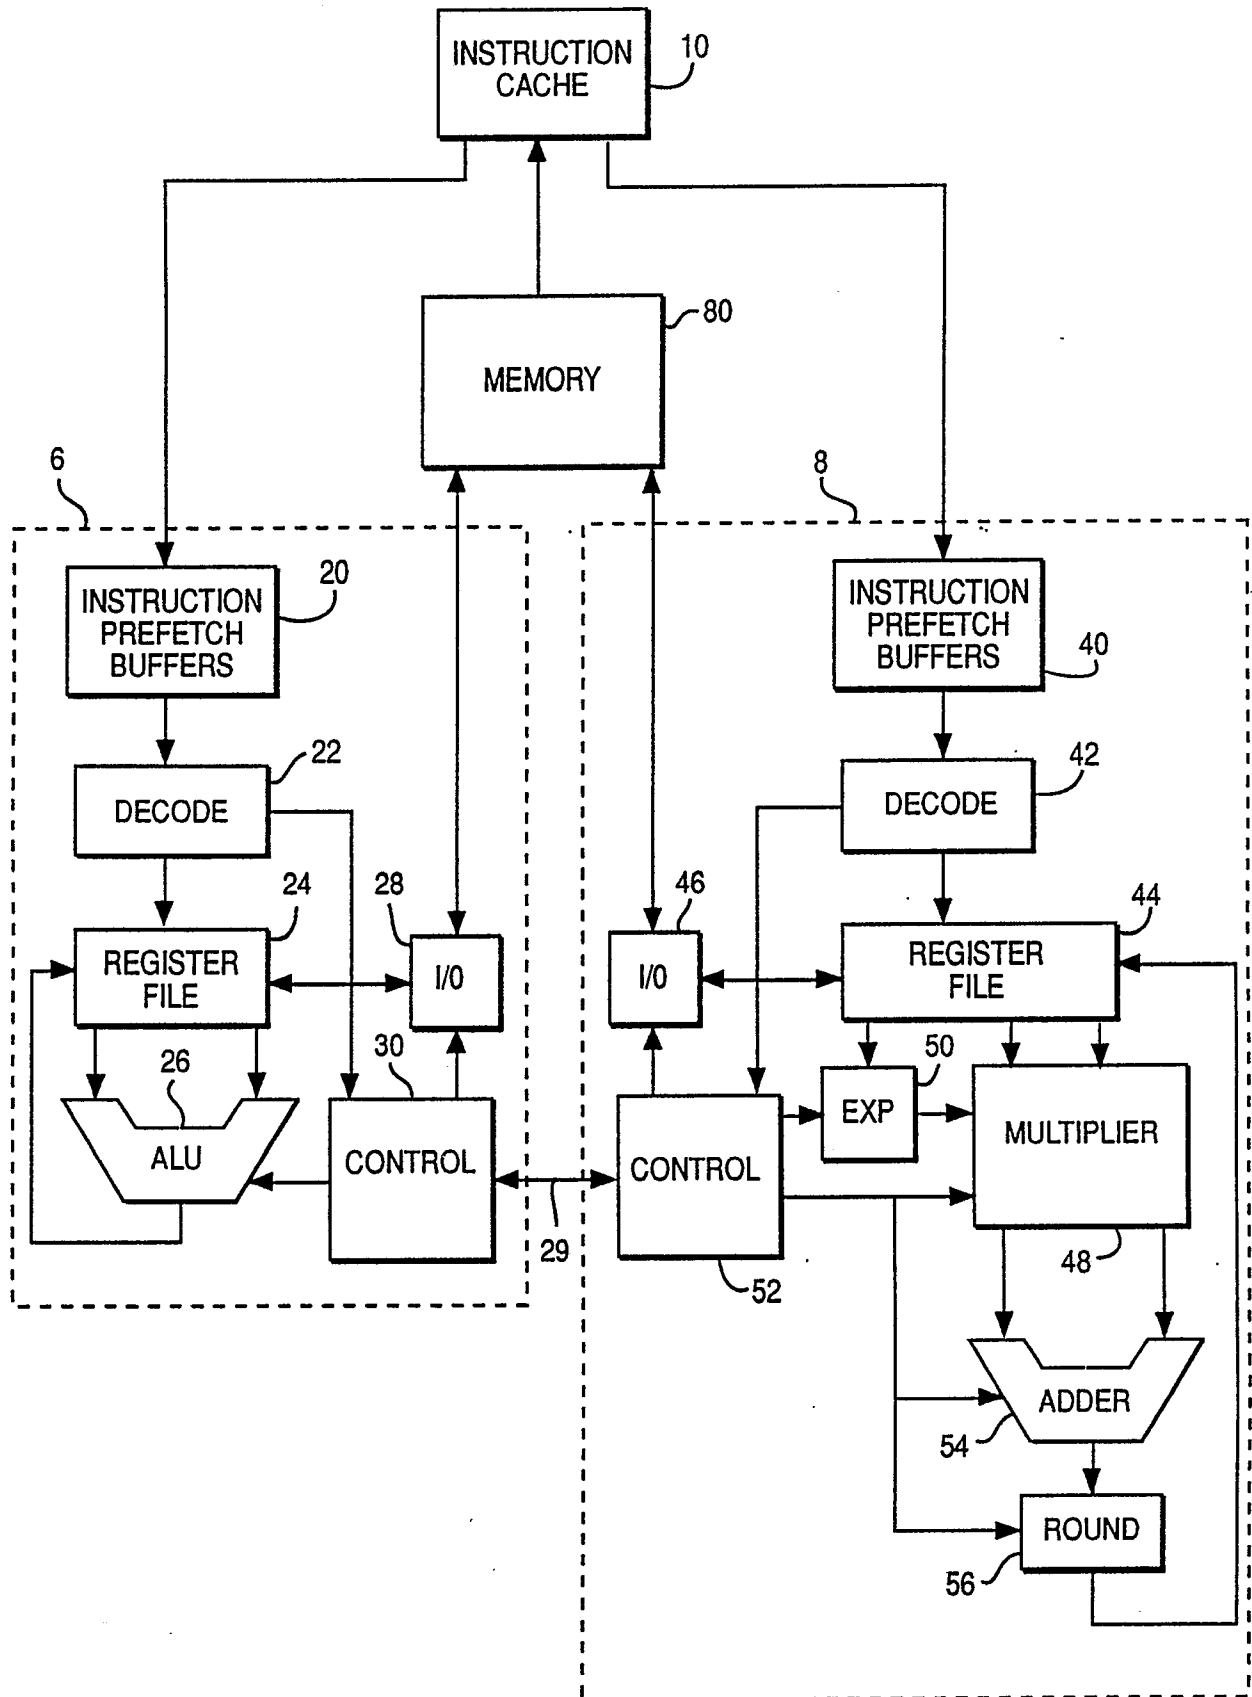 INSTRUCTION
CACHE
10
MEMORY
80
6
8
INSTRUCTION
PREFETCH
BUFFERS
20
INSTRUCTION
PREFETCH
BUFFERS
40
DECODE
22
DECODE
42
REGISTER
FILE
24
I/0
28
I/0
46
REGISTER
FILE
44
ALU
26
CONTROL
30
29
CONTROL
52
EXP
50
MULTIPLIER
48
ADDER
54
ROUND
56